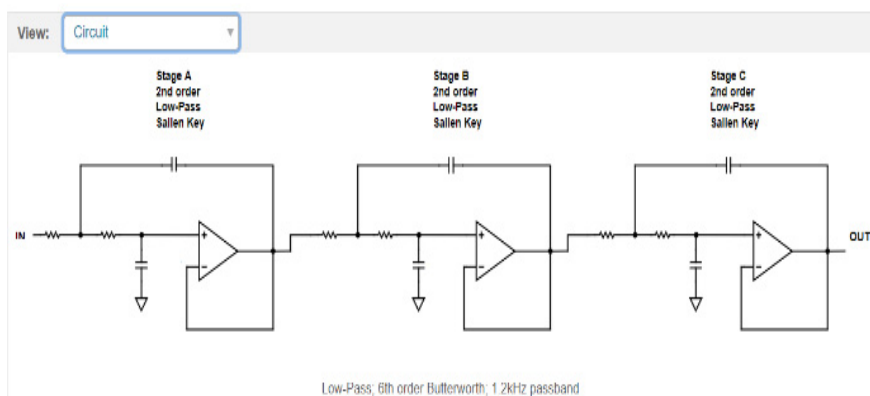 View: Circuit
Stage A
2nd order
Low-Pass
Sallen Key
Stage B
2nd order
Low-Pass
Sallen Key
Stage C
2nd order
Low-Pass
Sallen Key
IN
+
-
+
-
+
-
OUT
Low-Pass; 6th order Butterworth; 1.2kHz passband